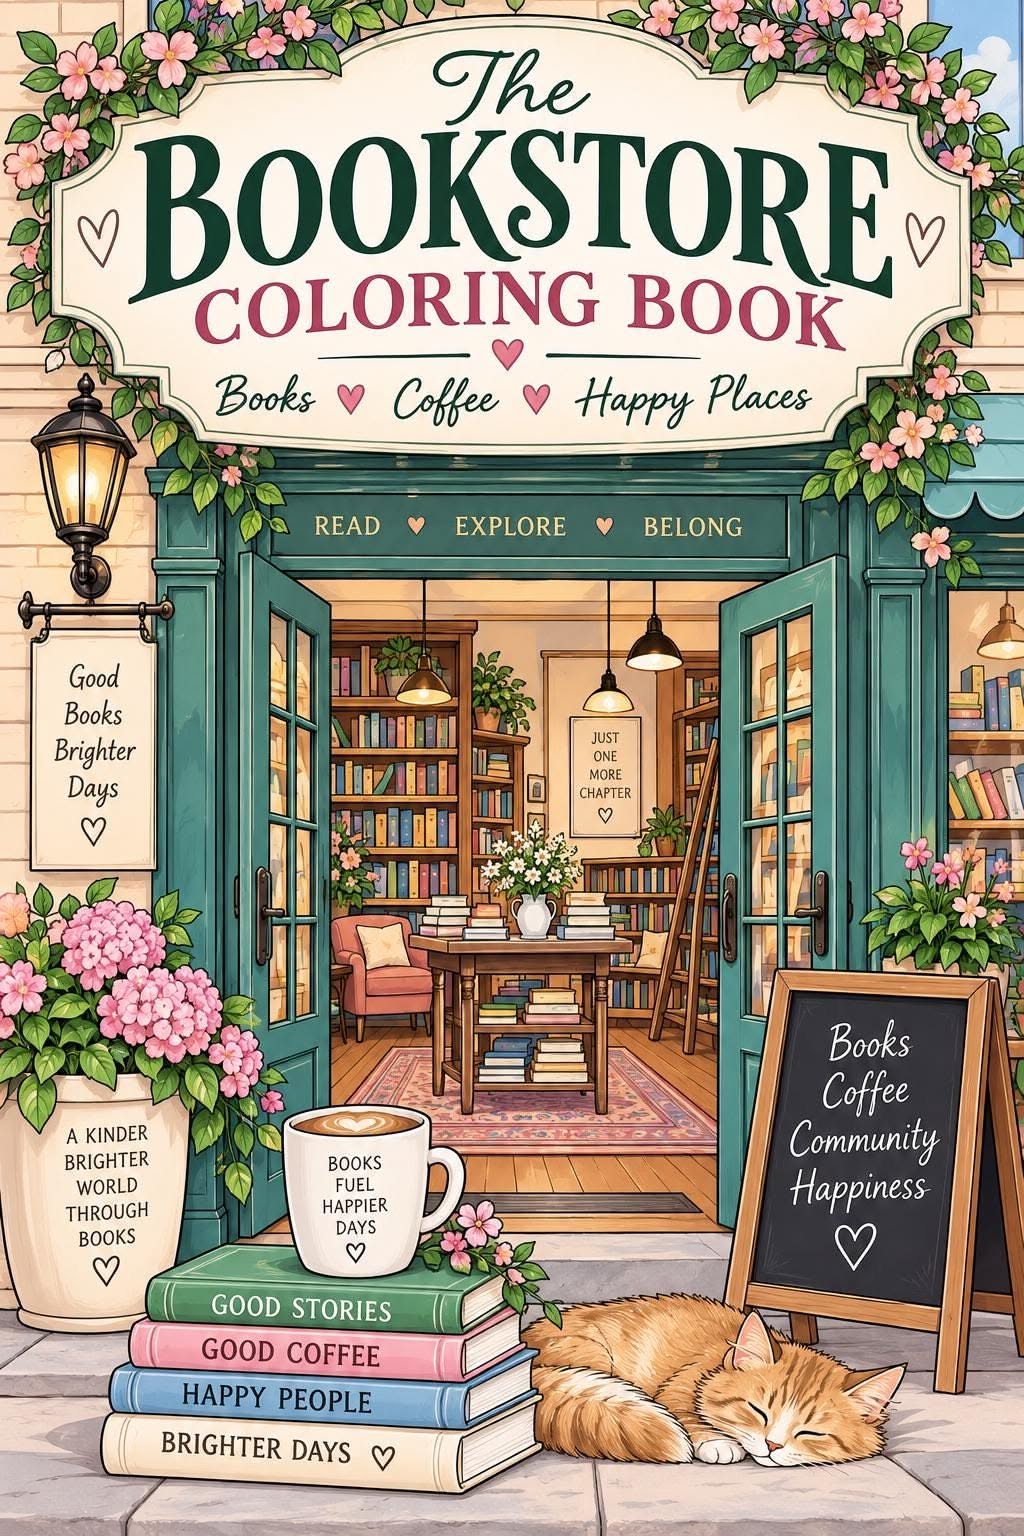 The
BOOKSTORE
COLORING BOOK
Books Coffee Happy Places
READ EXPLORE BELONG
Good
Books
Brighter
Days
JUST
ONE
MORE
CHAPTER
Books
Coffee
Community
Happiness
A KINDER
BRIGHTER
WORLD
THROUGH
BOOKS
BOOKS
FUEL
HAPPIER
DAYS
GOOD STORIES
GOOD COFFEE
HAPPY PEOPLE
BRIGHTER DAYS